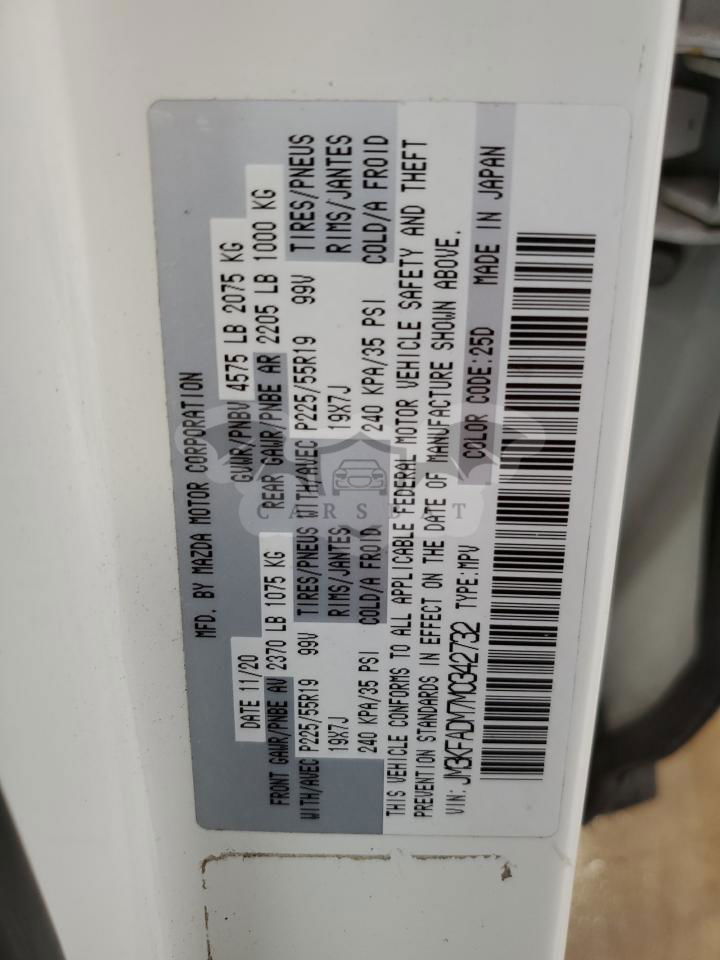 MFD. BY MAZDA MOTOR CORPORATION
DATE 11/20 GVWR/PNBV 4575 LB 2075 KG
FRONT GAWR/PNBE AV 2370 LB 1075 KG REAR GAWR/PNBE AR 2205 LB 1000 KG
WITH/AVEC P225/55R19 99V TIRES/PNEUS WITH/AVEC P225/55R19 99V TIRES/PNEUS
19X7J RIMS/JANTES 19X7J RIMS/JANTES
240 KPA/35 PSI COLD/A FROID 240 KPA/35 PSI COLD/A FROID
THIS VEHICLE CONFORMS TO ALL APPLICABLE FEDERAL MOTOR VEHICLE SAFETY AND THEFT
PREVENTION STANDARDS IN EFFECT ON THE DATE OF MANUFACTURE SHOWN ABOVE.
VIN: JM3KFADM7M0342732 TYPE:MPV COLOR CODE:25D MADE IN JAPAN